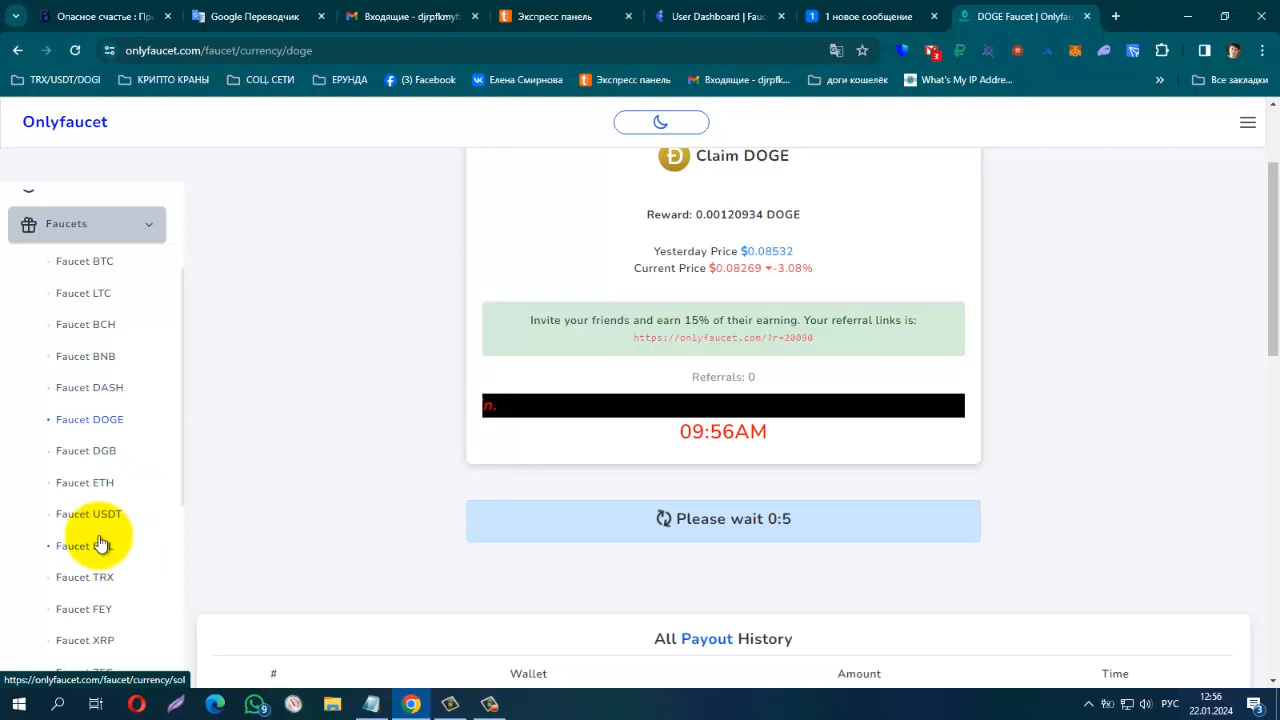 Опасное счастье : Пр
Google Переводчик
Входящие - djrpfkmyf
Экспресс панель
User Dashboard | Fauc
1 новое сообщение
DOGE Faucet | Onlyfau
onlyfaucet.com/faucet/currency/doge
3
TRX/USDT/DOGI
КРИПТО КРАНЫ
СОЦ. СЕТИ
ЕРУНДА
(3) Facebook
Елена Смирнова
Экспресс панель
Входящие - djrpfk...
доги кошелёк
What's My IP Addre...
»
Все закладки
Onlyfaucet
Claim DOGE
Reward: 0.00120934 DOGE
Yesterday Price $0.08532
Current Price $0.08269 -3.08%
Invite your friends and earn 15% of their earning. Your referral links is:
https://onlyfaucet.com/?r=20090
Referrals: 0
n.
09:56AM
Please wait 0:5
All Payout History
# Wallet Amount Time
Faucets
Faucet BTC
Faucet LTC
Faucet BCH
Faucet BNB
Faucet DASH
Faucet DOGE
Faucet DGB
Faucet ETH
Faucet USDT
Faucet
Faucet TRX
Faucet FEY
Faucet XRP
https://onlyfaucet.com/faucet/currency/sol
9
РУС
12:56
22.01.2024
3